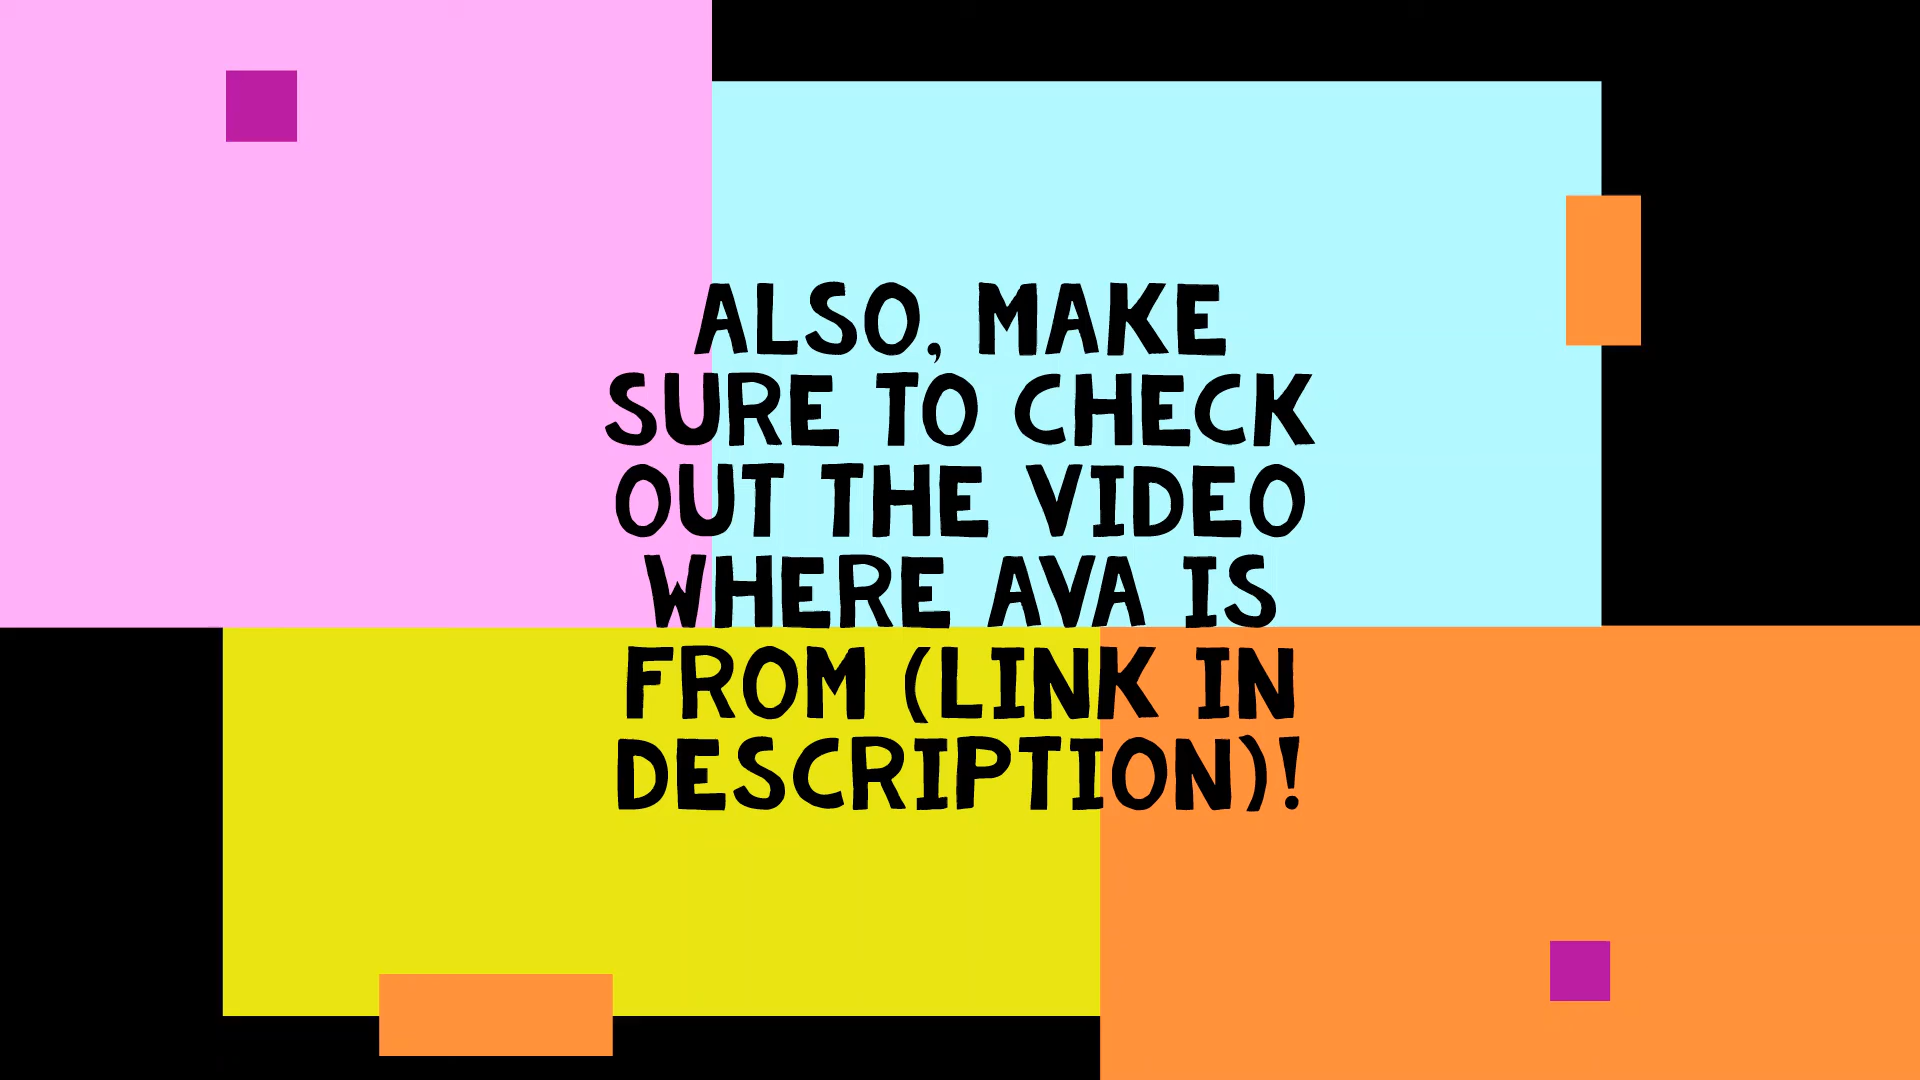 ALSO, MAKE
SURE TO CHECK
OUT THE VIDEO
WHERE AVA IS
FROM (LINK IN
DESCRIPTION)!